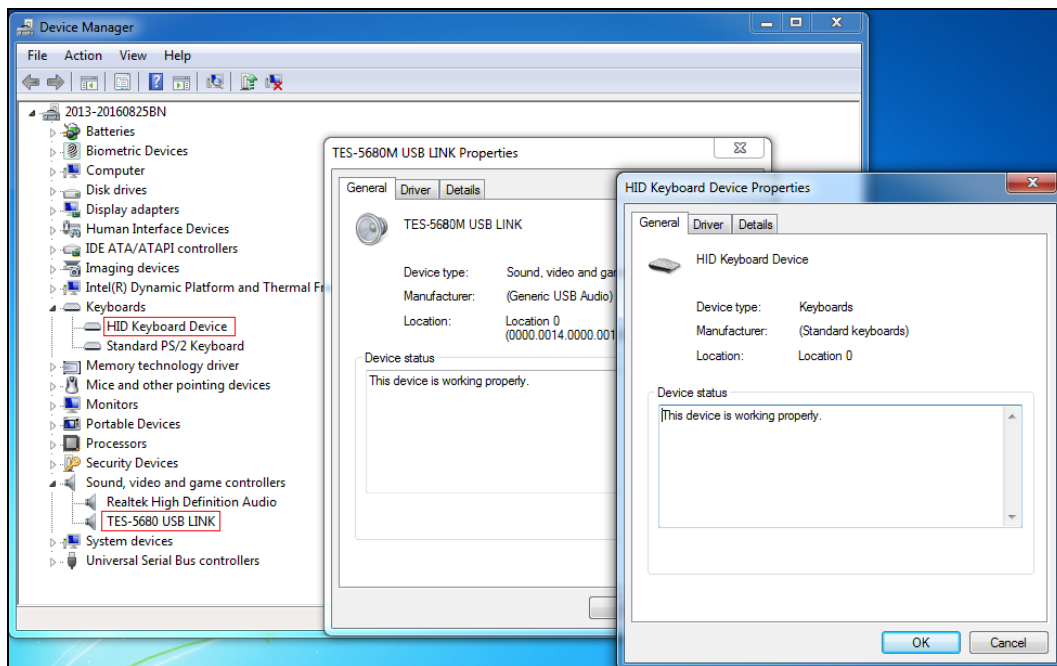 Device Manager
File Action View Help
2013-20160825BN
Batteries
Biometric Devices
Computer
Disk drives
Display adapters
Human Interface Devices
IDE ATA/ATAPI controllers
Imaging devices
Intel(R) Dynamic Platform and Thermal Fr
Keyboards
HID Keyboard Device
Standard PS/2 Keyboard
Memory technology driver
Mice and other pointing devices
Monitors
Portable Devices
Processors
Security Devices
Sound, video and game controllers
Realtek High Definition Audio
TES-5680 USB LINK
System devices
Universal Serial Bus controllers
TES-5680M USB LINK Properties
General Driver Details
TES-5680M USB LINK
Device type: Sound, video and gar
Manufacturer: (Generic USB Audio)
Location: Location 0
(0000.0014.0000.001
Device status
This device is working properly.
HID Keyboard Device Properties
General Driver Details
HID Keyboard Device
Device type: Keyboards
Manufacturer: (Standard keyboards)
Location: Location 0
Device status
This device is working properly.
OK Cancel